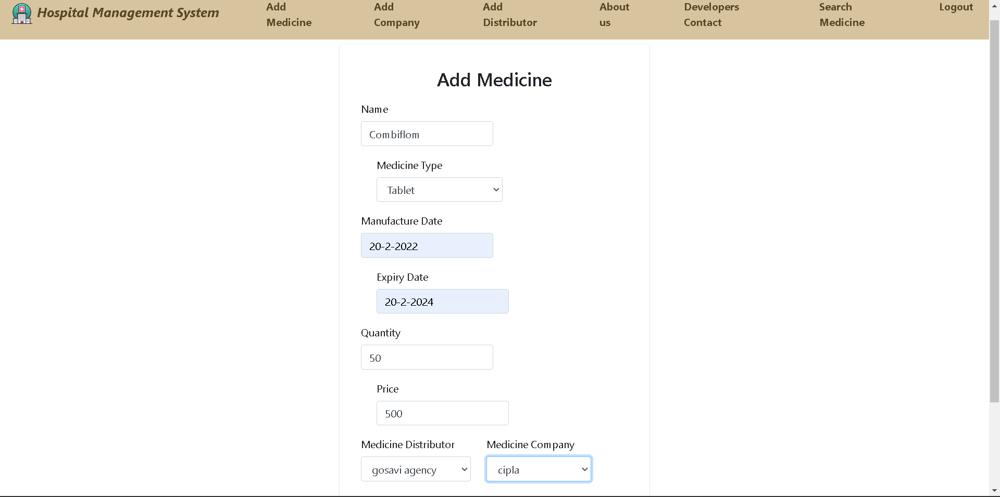 Hospital Management System
Add Medicine
Add Company
Add Distributor
About us
Developers Contact
Search Medicine
Logout
Add Medicine
Name
Combiflom
Medicine Type
Tablet
Manufacture Date
20-2-2022
Expiry Date
20-2-2024
Quantity
50
Price
500
Medicine Distributor
gosavi agency
Medicine Company
cipla